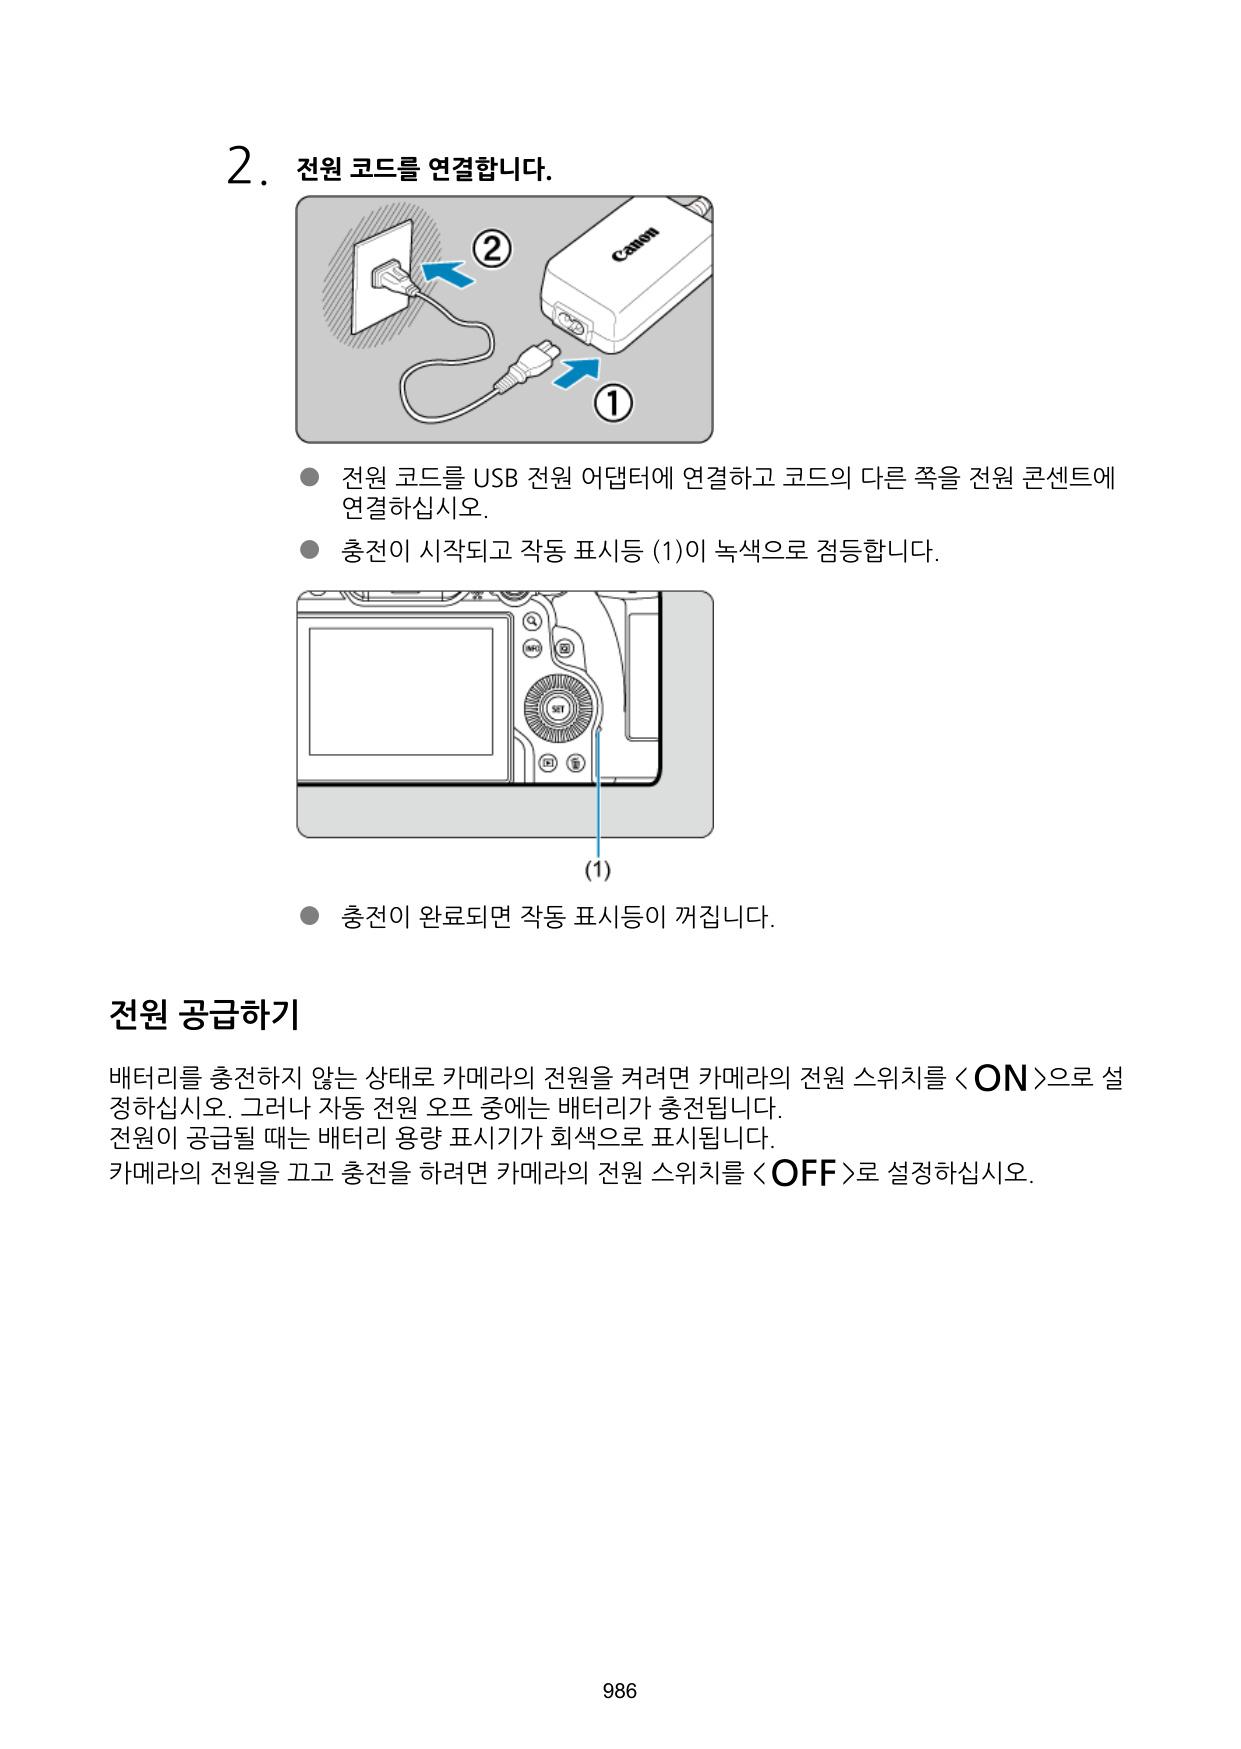 2. 전원 코드를 연결합니다.
Canon
②
①
● 전원 코드를 USB 전원 어댑터에 연결하고 코드의 다른 쪽을 전원 콘센트에
연결하십시오.
● 충전이 시작되고 작동 표시등 (1)이 녹색으로 점등합니다.
INFO
SET
(1)
● 충전이 완료되면 작동 표시등이 꺼집니다.
전원 공급하기
배터리를 충전하지 않는 상태로 카메라의 전원을 켜려면 카메라의 전원 스위치를 <ON>으로 설
정하십시오. 그러나 자동 전원 오프 중에는 배터리가 충전됩니다.
전원이 공급될 때는 배터리 용량 표시기가 회색으로 표시됩니다.
카메라의 전원을 끄고 충전을 하려면 카메라의 전원 스위치를 <OFF>로 설정하십시오.
986